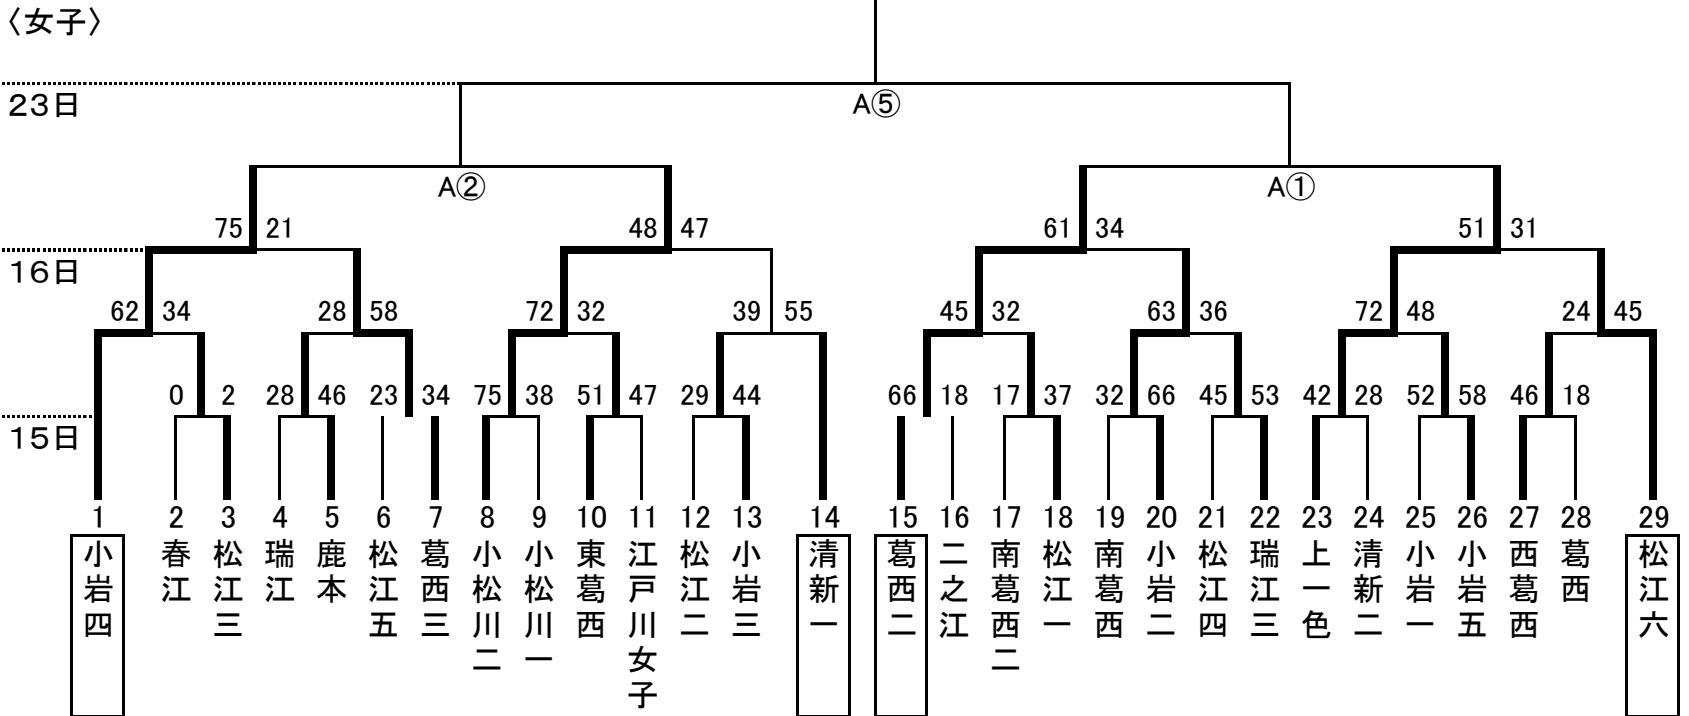 〈女子〉
23日
A⑤
A② A①
75 21 48 47 61 34 51 31
16日
62 34 28 58 72 32 39 55 45 32 63 36 72 48 24 45
0 2 28 46 23 34 75 38 51 47 29 44 66 18 17 37 32 66 45 53 42 28 52 58 46 18
15日
1 2 3 4 5 6 7 8 9 10 11 12 13 14 15 16 17 18 19 20 21 22 23 24 25 26 27 28 29
小岩四
春江
松江三
瑞江
鹿本
松江五
葛西三
小松川二
小松川一
東葛西
江戸川女子
松江二
小岩三
清新一
葛西二
二之江
南葛西二
松江一
南葛西
小岩二
松江四
瑞江三
上一色
清新二
小岩一
小岩五
西葛西
葛西
松江六